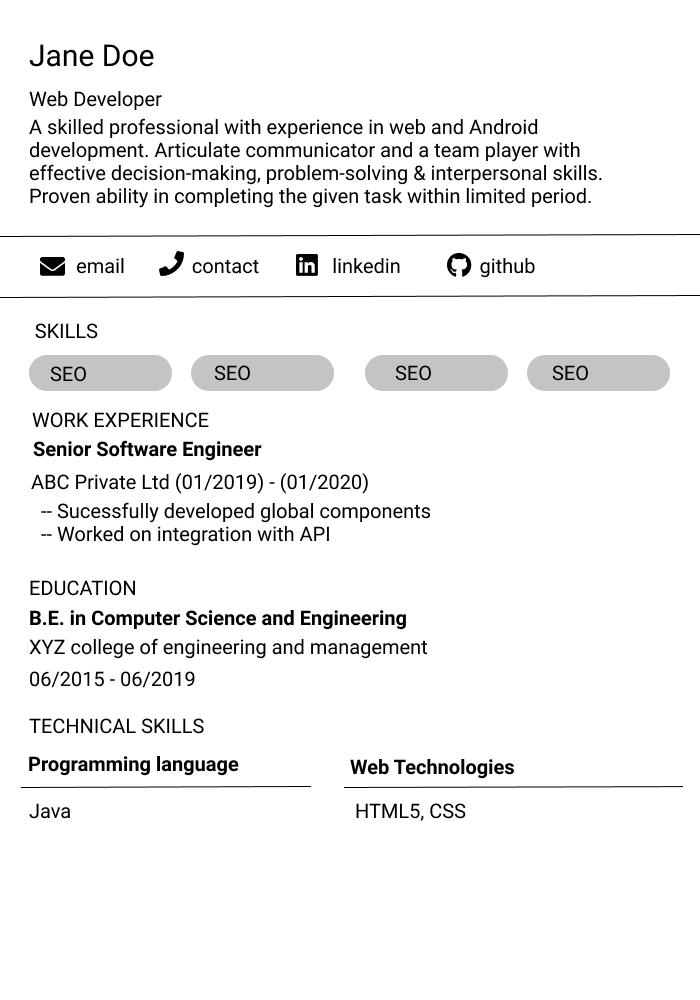 Jane Doe
Web Developer
A skilled professional with experience in web and Android
development. Articulate communicator and a team player with
effective decision-making, problem-solving & interpersonal skills.
Proven ability in completing the given task within limited period.
email contact linkedin github
SKILLS
SEO SEO SEO SEO
WORK EXPERIENCE
Senior Software Engineer
ABC Private Ltd (01/2019) - (01/2020)
-- Sucessfully developed global components
-- Worked on integration with API
EDUCATION
B.E. in Computer Science and Engineering
XYZ college of engineering and management
06/2015 - 06/2019
TECHNICAL SKILLS
Programming language Web Technologies
Java HTML5, CSS